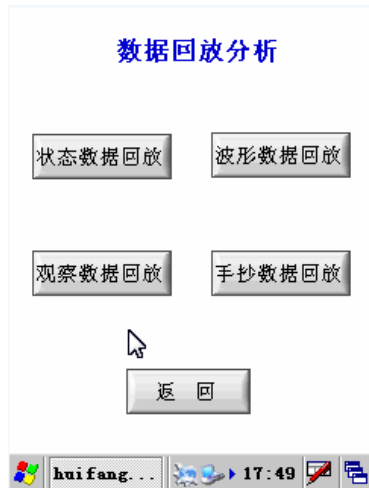 数据回放分析
状态数据回放 波形数据回放
观察数据回放 手抄数据回放
返 回
huifang... 17:49